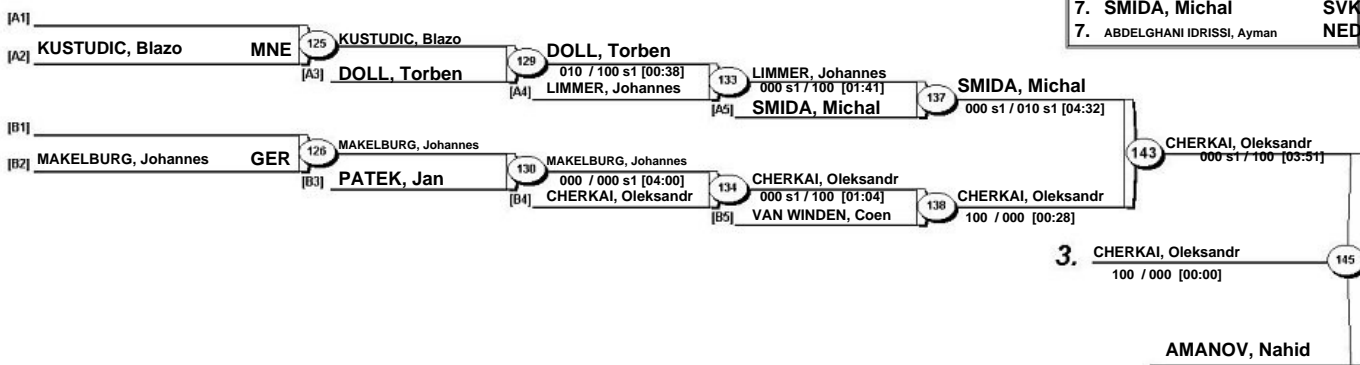 7. SMIDA, Michal SVK
7. ABDELGHANI IDRISSI, Ayman NED
[A1]
[A2] KUSTUDIC, Blazo MNE
125
KUSTUDIC, Blazo
[A3] DOLL, Torben
129
DOLL, Torben
010 / 100 s1 [00:38]
[A4] LIMMER, Johannes
133
LIMMER, Johannes
000 s1 / 100 [01:41]
[A5] SMIDA, Michal
137
SMIDA, Michal
000 s1 / 010 s1 [04:32]
[B1]
[B2] MAKELBURG, Johannes GER
126
MAKELBURG, Johannes
[B3] PATEK, Jan
130
MAKELBURG, Johannes
000 / 000 s1 [04:00]
[B4] CHERKAI, Oleksandr
134
CHERKAI, Oleksandr
000 s1 / 100 [01:04]
[B5] VAN WINDEN, Coen
138
CHERKAI, Oleksandr
100 / 000 [00:28]
143
CHERKAI, Oleksandr
000 s1 / 100 [03:51]
3. CHERKAI, Oleksandr
100 / 000 [00:00]
145
AMANOV, Nahid